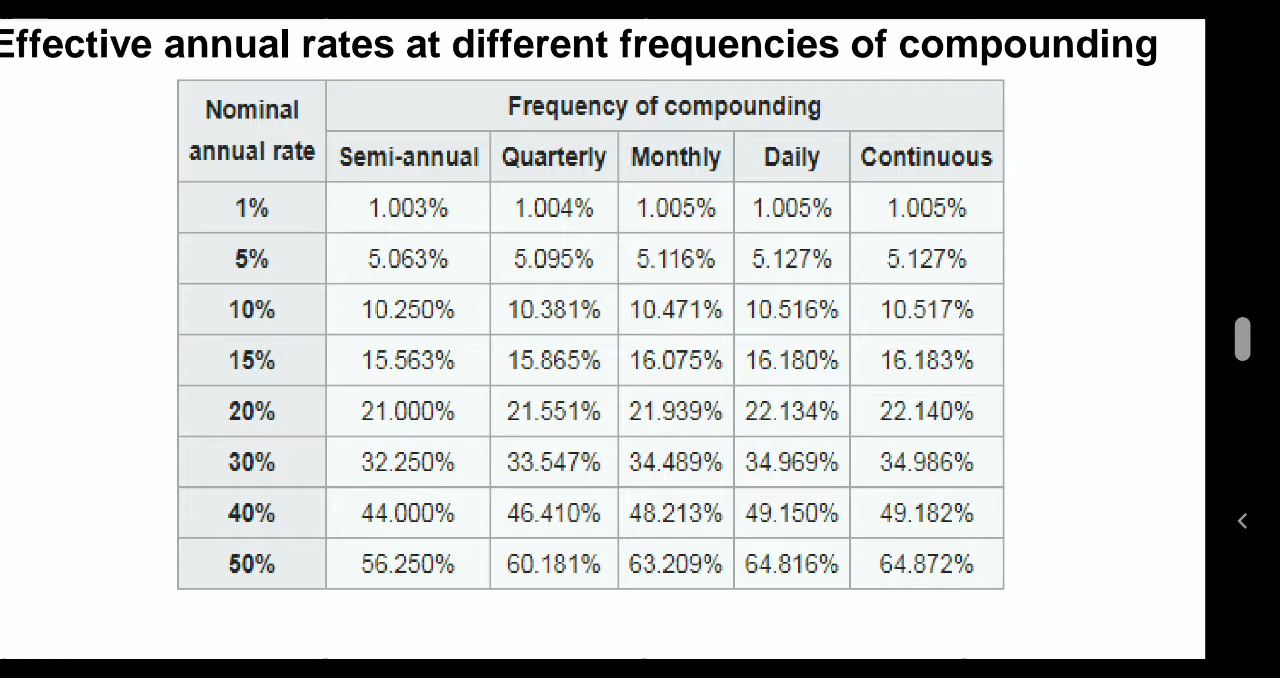 Effective annual rates at different frequencies of compounding
Nominal annual rate Frequency of compounding
Semi-annual Quarterly Monthly Daily Continuous
1% 1.003% 1.004% 1.005% 1.005% 1.005%
5% 5.063% 5.095% 5.116% 5.127% 5.127%
10% 10.250% 10.381% 10.471% 10.516% 10.517%
15% 15.563% 15.865% 16.075% 16.180% 16.183%
20% 21.000% 21.551% 21.939% 22.134% 22.140%
30% 32.250% 33.547% 34.489% 34.969% 34.986%
40% 44.000% 46.410% 48.213% 49.150% 49.182%
50% 56.250% 60.181% 63.209% 64.816% 64.872%